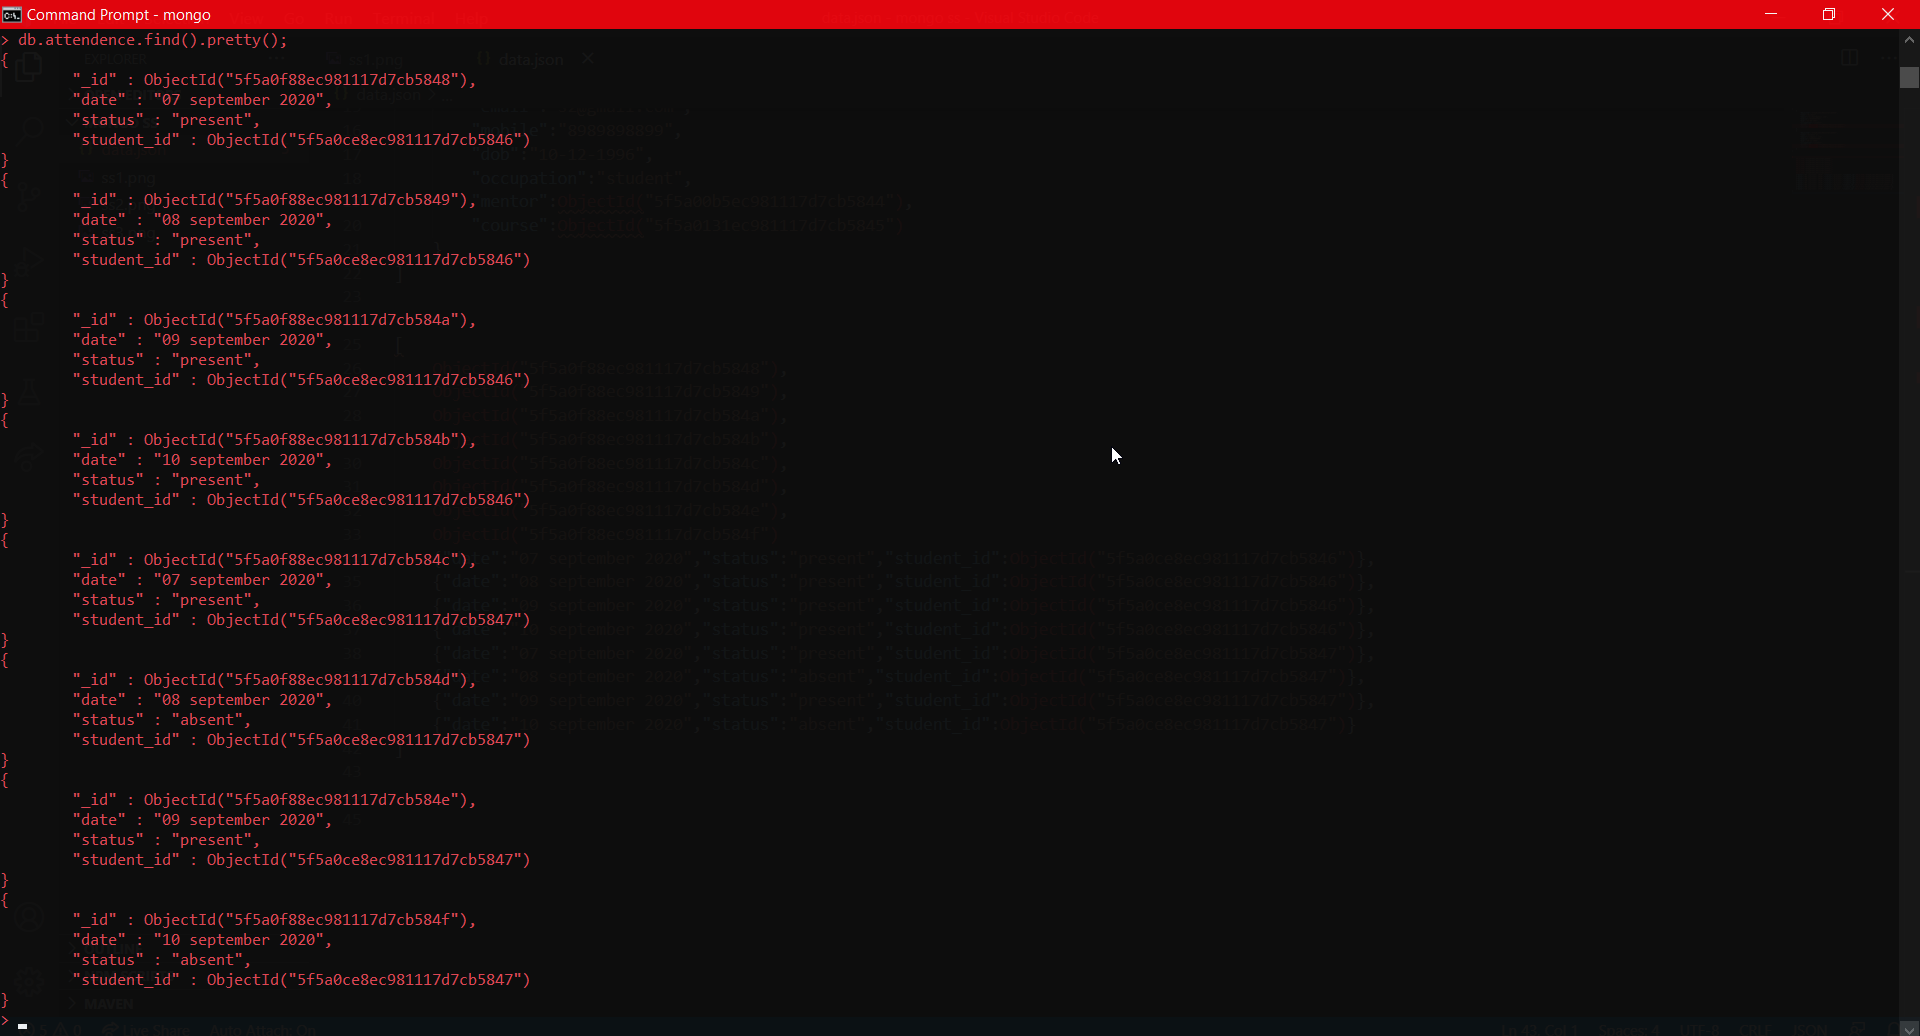 Command Prompt - mongo
> db.attendence.find().pretty();
{
"_id" : ObjectId("5f5a0f88ec981117d7cb5848"),
"date" : "07 september 2020",
"status" : "present",
"student_id" : ObjectId("5f5a0ce8ec981117d7cb5846")
}
{
"_id" : ObjectId("5f5a0f88ec981117d7cb5849"),
"date" : "08 september 2020",
"status" : "present",
"student_id" : ObjectId("5f5a0ce8ec981117d7cb5846")
}
{
"_id" : ObjectId("5f5a0f88ec981117d7cb584a"),
"date" : "09 september 2020",
"status" : "present",
"student_id" : ObjectId("5f5a0ce8ec981117d7cb5846")
}
{
"_id" : ObjectId("5f5a0f88ec981117d7cb584b"),
"date" : "10 september 2020",
"status" : "present",
"student_id" : ObjectId("5f5a0ce8ec981117d7cb5846")
}
{
"_id" : ObjectId("5f5a0f88ec981117d7cb584c"),
"date" : "07 september 2020",
"status" : "present",
"student_id" : ObjectId("5f5a0ce8ec981117d7cb5847")
}
{
"_id" : ObjectId("5f5a0f88ec981117d7cb584d"),
"date" : "08 september 2020",
"status" : "absent",
"student_id" : ObjectId("5f5a0ce8ec981117d7cb5847")
}
{
"_id" : ObjectId("5f5a0f88ec981117d7cb584e"),
"date" : "09 september 2020",
"status" : "present",
"student_id" : ObjectId("5f5a0ce8ec981117d7cb5847")
}
{
"_id" : ObjectId("5f5a0f88ec981117d7cb584f"),
"date" : "10 september 2020",
"status" : "absent",
"student_id" : ObjectId("5f5a0ce8ec981117d7cb5847")
}
>